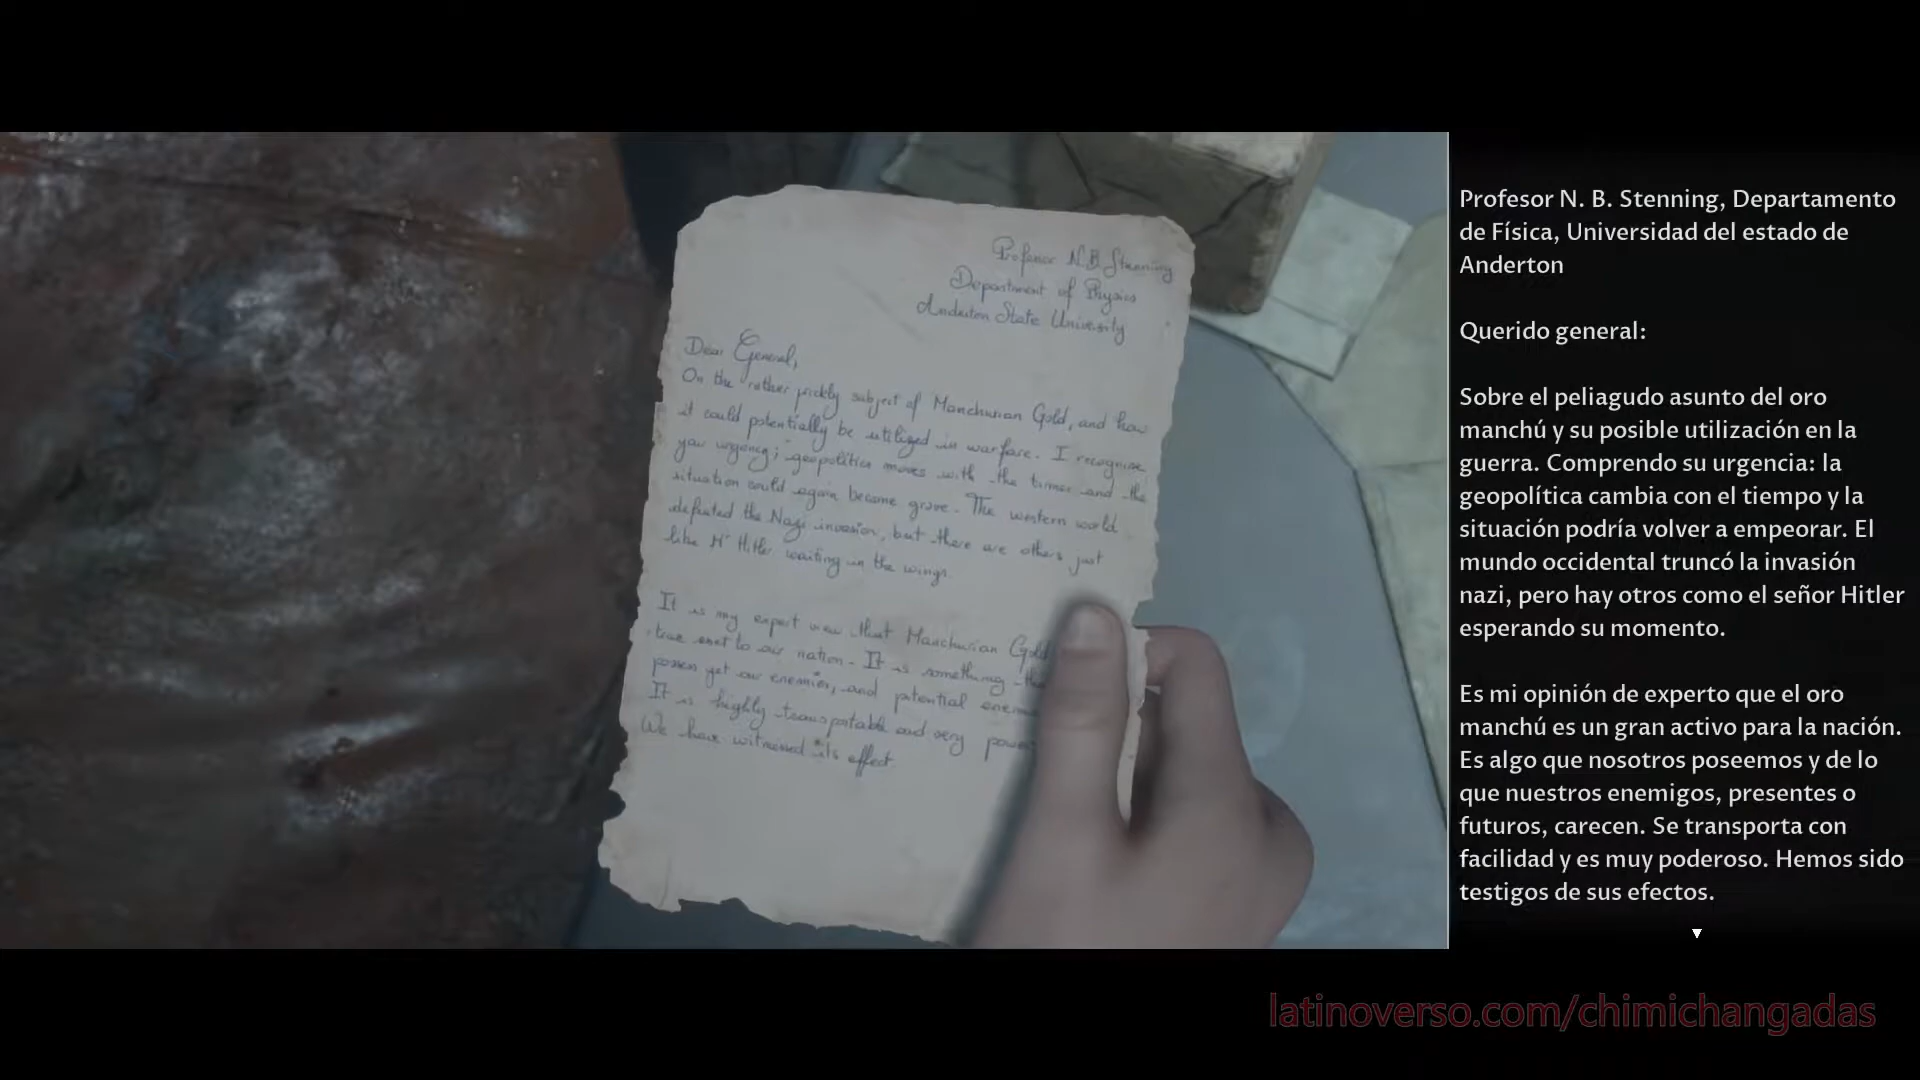 Professor N.B. Stenning
Department of Physics
Anderton State University
Dear General,
On the rather prickly subject of Manchurian Gold, and how
it could potentially be utilized in warfare. I recognise
your urgency; geopolitics moves with the times and the
situation could again become grave. The western world
defeated the Nazi invasion, but there are others just
like Mr Hitler waiting in the wings.
It is my expert view that Manchurian Gold
true asset to our nation. It is something
possess yet our enemies, and potential
It is highly transportable and very
We have witnessed its effect.
Profesor N. B. Stenning, Departamento
de Física, Universidad del estado de
Anderton
Querido general:
Sobre el peliagudo asunto del oro
manchú y su posible utilización en la
guerra. Comprendo su urgencia: la
geopolítica cambia con el tiempo y la
situación podría volver a empeorar. El
mundo occidental truncó la invasión
nazi, pero hay otros como el señor Hitler
esperando su momento.
Es mi opinión de experto que el oro
manchú es un gran activo para la nación.
Es algo que nosotros poseemos y de lo
que nuestros enemigos, presentes o
futuros, carecen. Se transporta con
facilidad y es muy poderoso. Hemos sido
testigos de sus efectos.
latinoverso.com/chimichangadas